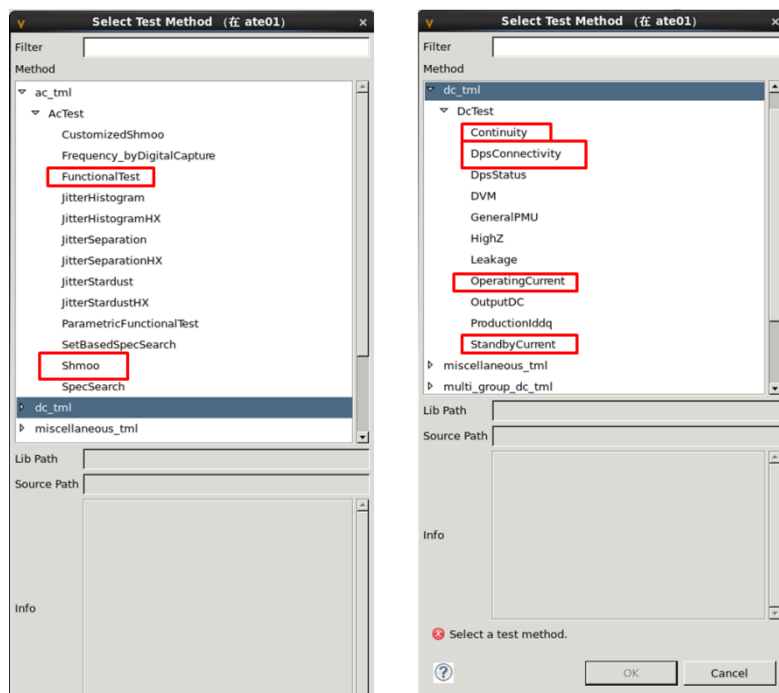 Select Test Method （在 ate01）
Filter
Method
ac_tml
AcTest
CustomizedShmoo
Frequency_byDigitalCapture
FunctionalTest
JitterHistogram
JitterHistogramHX
JitterSeparation
JitterSeparationHX
JitterStardust
JitterStardustHX
ParametricFunctionalTest
SetBasedSpecSearch
Shmoo
SpecSearch
dc_tml
miscellaneous_tml
Lib Path
Source Path
Info
Select Test Method （在 ate01）
Filter
Method
dc_tml
DcTest
Continuity
DpsConnectivity
DpsStatus
DVM
GeneralPMU
HighZ
Leakage
OperatingCurrent
OutputDC
ProductionIddq
StandbyCurrent
miscellaneous_tml
multi_group_dc_tml
Lib Path
Source Path
Info
Select a test method.
OK Cancel